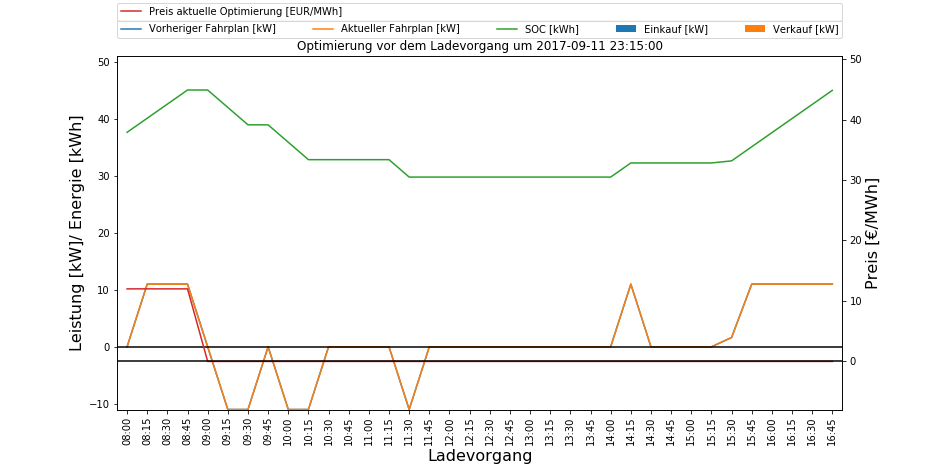 Preis aktuelle Optimierung [EUR/MWh]
Vorheriger Fahrplan [kW] Aktueller Fahrplan [kW] SOC [kWh] Einkauf [kW] Verkauf [kW]
Optimierung vor dem Ladevorgang um 2017-09-11 23:15:00
Leistung [kW]/ Energie [kWh]
50
40
30
20
10
0
−10
50
40
30
20
10
0
Preis [€/MWh]
08:00 08:15 08:30 08:45 09:00 09:15 09:30 09:45 10:00 10:15 10:30 10:45 11:00 11:15 11:30 11:45 12:00 12:15 12:30 12:45 13:00 13:15 13:30 13:45 14:00 14:15 14:30 14:45 15:00 15:15 15:30 15:45 16:00 16:15 16:30 16:45
Ladevorgang